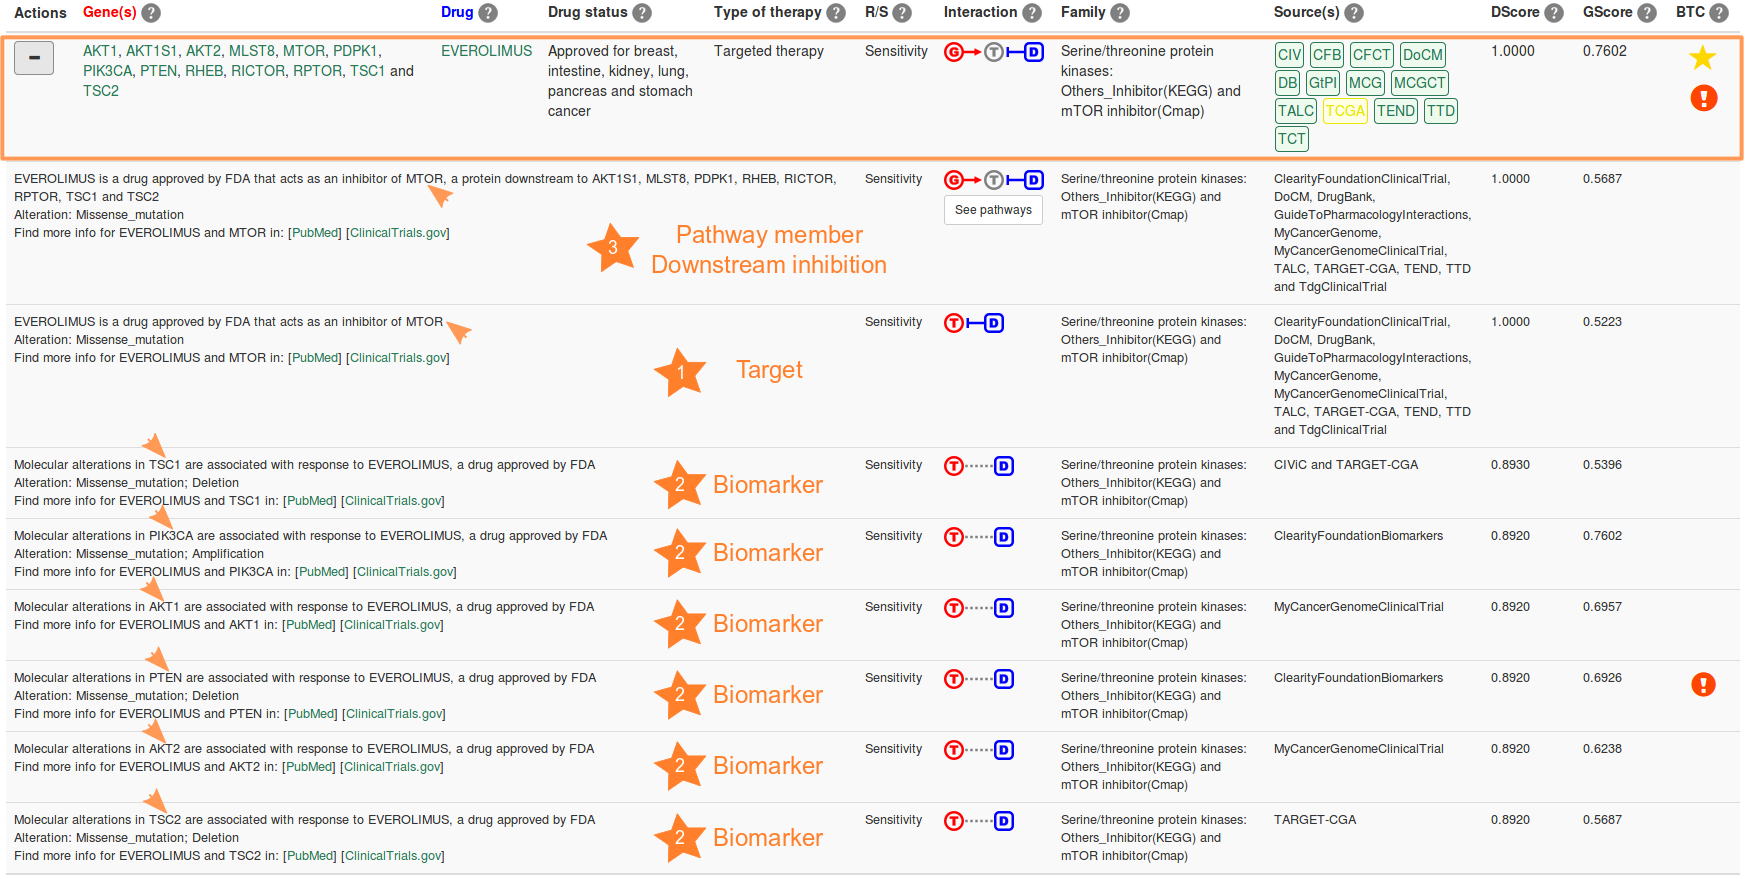 Actions Gene(s) ? Drug ? Drug status ? Type of therapy ? R/S ? Interaction ? Family ? Source(s) ? DScore ? GScore ? BTC ?
AKT1, AKT1S1, AKT2, MLST8, MTOR, PDPK1,
PIK3CA, PTEN, RHEB, RICTOR, RPTOR, TSC1 and
TSC2
EVEROLIMUS
Approved for breast,
intestine, kidney, lung,
pancreas and stomach
cancer
Targeted therapy
Sensitivity
G T D
Serine/threonine protein
kinases:
Others_Inhibitor(KEGG) and
mTOR inhibitor(Cmap)
CIV CFB CFCT DoCM
DB GtPI MCG MCGCT
TALC TCGA TEND TTD
TCT
1.0000
0.7602
!
EVEROLIMUS is a drug approved by FDA that acts as an inhibitor of MTOR, a protein downstream to AKT1S1, MLST8, PDPK1, RHEB, RICTOR,
RPTOR, TSC1 and TSC2
Alteration: Missense_mutation
Find more info for EVEROLIMUS and MTOR in: [PubMed] [ClinicalTrials.gov]
3
Pathway member
Downstream inhibition
Sensitivity
G T D
See pathways
Serine/threonine protein kinases:
Others_Inhibitor(KEGG) and
mTOR inhibitor(Cmap)
ClearityFoundationClinicalTrial,
DoCM, DrugBank,
GuideToPharmacologyInteractions,
MyCancerGenome,
MyCancerGenomeClinicalTrial,
TALC, TARGET-CGA, TEND, TTD
and TdgClinicalTrial
1.0000
0.5687
EVEROLIMUS is a drug approved by FDA that acts as an inhibitor of MTOR
Alteration: Missense_mutation
Find more info for EVEROLIMUS and MTOR in: [PubMed] [ClinicalTrials.gov]
1
Target
Sensitivity
T D
Serine/threonine protein kinases:
Others_Inhibitor(KEGG) and
mTOR inhibitor(Cmap)
ClearityFoundationClinicalTrial,
DoCM, DrugBank,
GuideToPharmacologyInteractions,
MyCancerGenome,
MyCancerGenomeClinicalTrial,
TALC, TARGET-CGA, TEND, TTD
and TdgClinicalTrial
1.0000
0.5223
Molecular alterations in TSC1 are associated with response to EVEROLIMUS, a drug approved by FDA
Alteration: Missense_mutation; Deletion
Find more info for EVEROLIMUS and TSC1 in: [PubMed] [ClinicalTrials.gov]
2
Biomarker
Sensitivity
T D
Serine/threonine protein kinases:
Others_Inhibitor(KEGG) and
mTOR inhibitor(Cmap)
CIViC and TARGET-CGA
0.8930
0.5396
Molecular alterations in PIK3CA are associated with response to EVEROLIMUS, a drug approved by FDA
Alteration: Missense_mutation; Amplification
Find more info for EVEROLIMUS and PIK3CA in: [PubMed] [ClinicalTrials.gov]
2
Biomarker
Sensitivity
T D
Serine/threonine protein kinases:
Others_Inhibitor(KEGG) and
mTOR inhibitor(Cmap)
ClearityFoundationBiomarkers
0.8920
0.7602
Molecular alterations in AKT1 are associated with response to EVEROLIMUS, a drug approved by FDA
Find more info for EVEROLIMUS and AKT1 in: [PubMed] [ClinicalTrials.gov]
2
Biomarker
Sensitivity
T D
Serine/threonine protein kinases:
Others_Inhibitor(KEGG) and
mTOR inhibitor(Cmap)
MyCancerGenomeClinicalTrial
0.8920
0.6957
Molecular alterations in PTEN are associated with response to EVEROLIMUS, a drug approved by FDA
Alteration: Missense_mutation; Deletion
Find more info for EVEROLIMUS and PTEN in: [PubMed] [ClinicalTrials.gov]
2
Biomarker
Sensitivity
T D
Serine/threonine protein kinases:
Others_Inhibitor(KEGG) and
mTOR inhibitor(Cmap)
ClearityFoundationBiomarkers
0.8920
0.6926
!
Molecular alterations in AKT2 are associated with response to EVEROLIMUS, a drug approved by FDA
Find more info for EVEROLIMUS and AKT2 in: [PubMed] [ClinicalTrials.gov]
2
Biomarker
Sensitivity
T D
Serine/threonine protein kinases:
Others_Inhibitor(KEGG) and
mTOR inhibitor(Cmap)
MyCancerGenomeClinicalTrial
0.8920
0.6238
Molecular alterations in TSC2 are associated with response to EVEROLIMUS, a drug approved by FDA
Alteration: Missense_mutation; Deletion
Find more info for EVEROLIMUS and TSC2 in: [PubMed] [ClinicalTrials.gov]
2
Biomarker
Sensitivity
T D
Serine/threonine protein kinases:
Others_Inhibitor(KEGG) and
mTOR inhibitor(Cmap)
TARGET-CGA
0.8920
0.5687